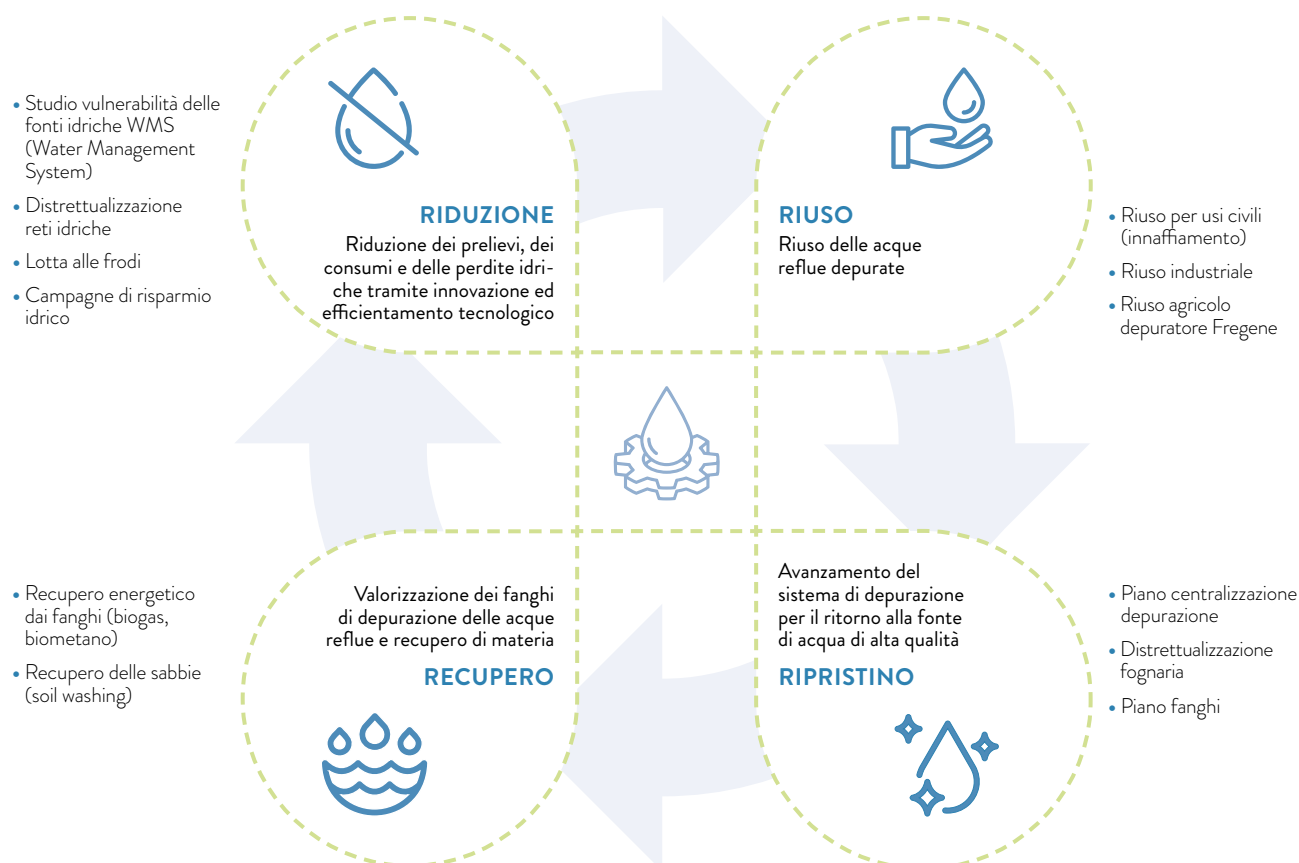 • Studio vulnerabilità delle
fonti idriche WMS
(Water Management
System)
• Distrettualizzazione
reti idriche
• Lotta alle frodi
• Campagne di risparmio
idrico
RIDUZIONE
Riduzione dei prelievi, dei
consumi e delle perdite idri-
che tramite innovazione ed
efficientamento tecnologico
RIUSO
Riuso delle acque
reflue depurate
• Riuso per usi civili
(innaffiamento)
• Riuso industriale
• Riuso agricolo
depuratore Fregene
• Recupero energetico
dai fanghi (biogas,
biometano)
• Recupero delle sabbie
(soil washing)
Valorizzazione dei fanghi
di depurazione delle acque
reflue e recupero di materia
RECUPERO
Avanzamento del
sistema di depurazione
per il ritorno alla fonte
di acqua di alta qualità
RIPRISTINO
• Piano centralizzazione
depurazione
• Distrettualizzazione
fognaria
• Piano fanghi